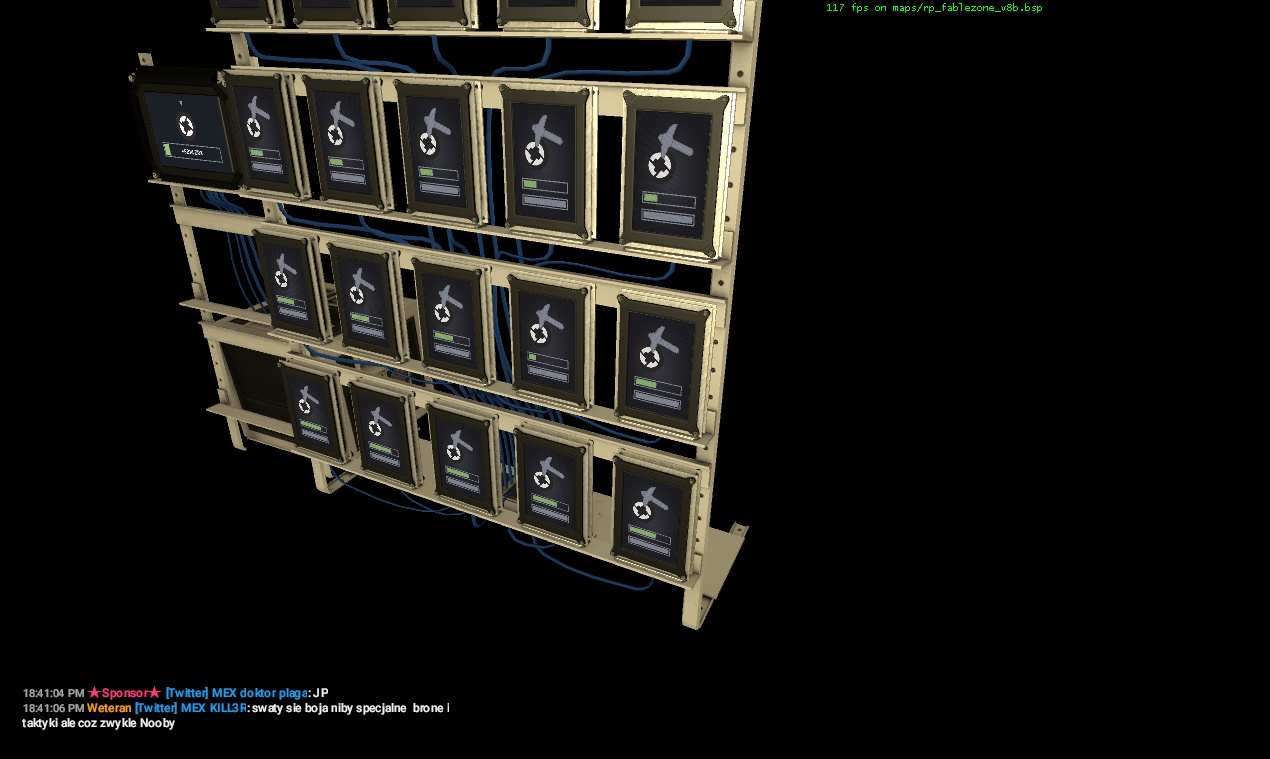 117 fps on maps/rp_fablezone_v8b.bsp
18:41:04 PM ★Sponsor★ [Twitter] MEX doktor plaga: JP
18:41:06 PM Weteran [Twitter] MEX KILL3R: swaty sie boja niby specjalne brone i
taktyki ale coz zwykle Nooby